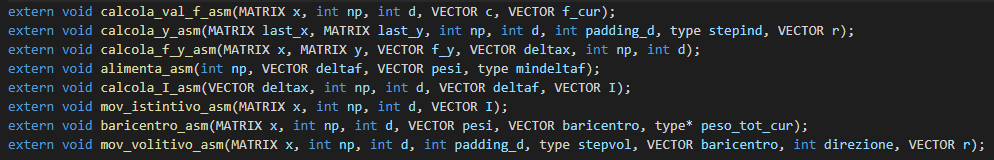 extern void calcola_val_f_asm(MATRIX x, int np, int d, VECTOR c, VECTOR f_cur);
extern void calcola_y_asm(MATRIX last_x, MATRIX last_y, int np, int d, int padding_d, type stepind, VECTOR r);
extern void calcola_f_y_asm(MATRIX x, MATRIX y, VECTOR f_y, VECTOR deltax, int np, int d);
extern void alimenta_asm(int np, VECTOR deltaf, VECTOR pesi, type mindeltaf);
extern void calcola_I_asm(VECTOR deltax, int np, int d, VECTOR deltaf, VECTOR I);
extern void mov_istintivo_asm(MATRIX x, int np, int d, VECTOR I);
extern void baricentro_asm(MATRIX x, int np, int d, VECTOR pesi, VECTOR baricentro, type* peso_tot_cur);
extern void mov_volitivo_asm(MATRIX x, int np, int d, int padding_d, type stepvol, VECTOR baricentro, int direzione, VECTOR r);